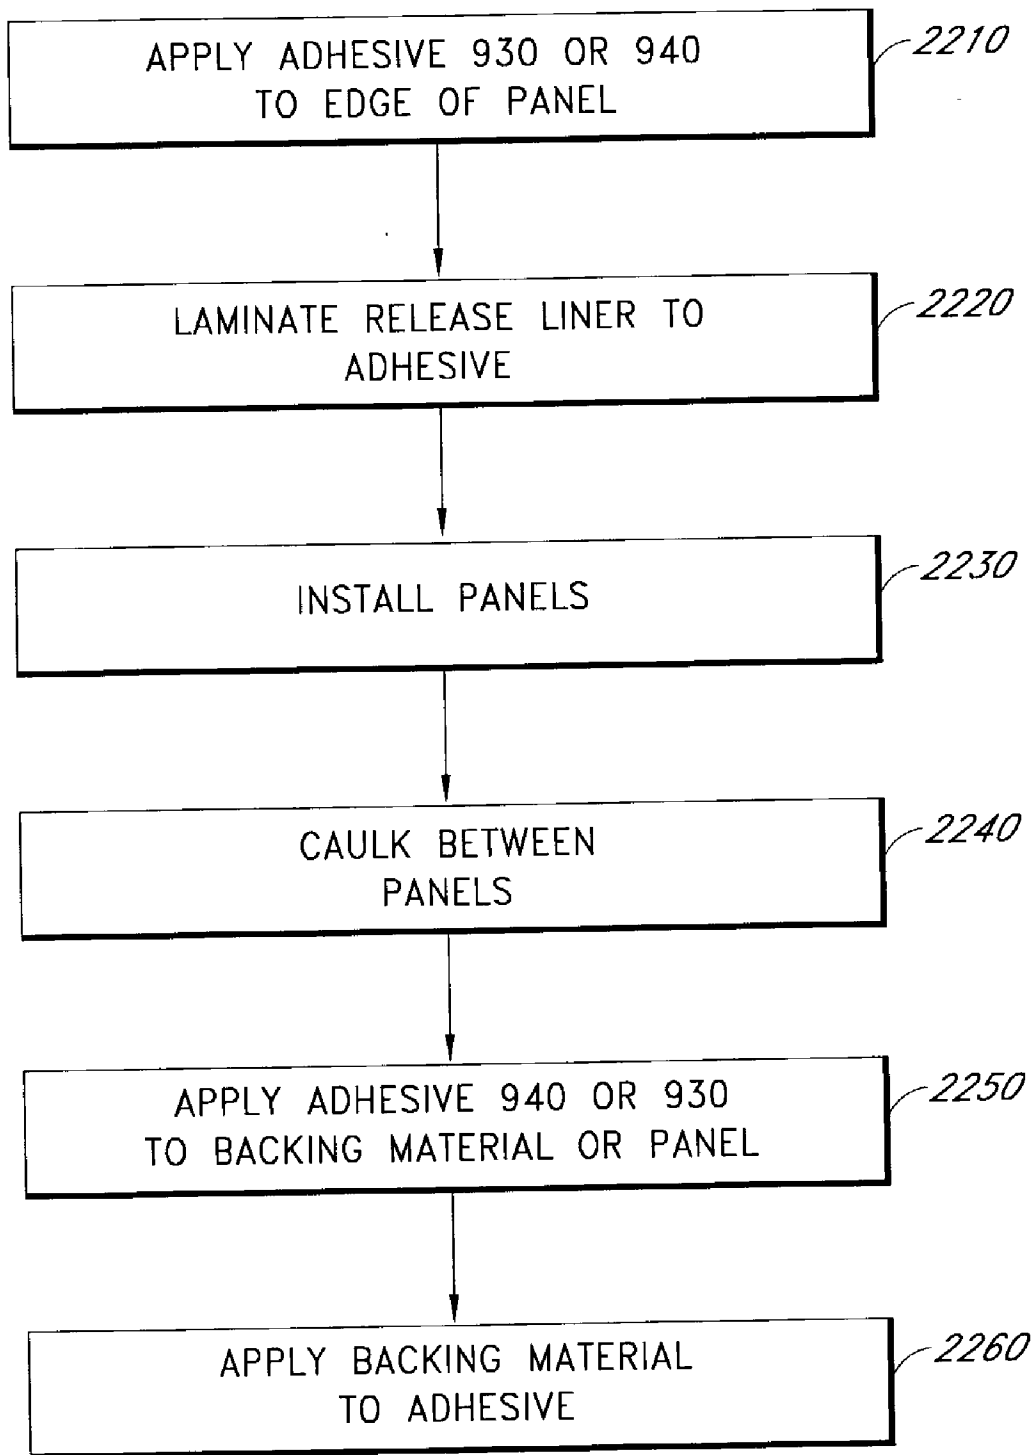 APPLY ADHESIVE 930 OR 940
TO EDGE OF PANEL
2210
LAMINATE RELEASE LINER TO
ADHESIVE
2220
INSTALL PANELS
2230
CAULK BETWEEN
PANELS
2240
APPLY ADHESIVE 940 OR 930
TO BACKING MATERIAL OR PANEL
2250
APPLY BACKING MATERIAL
TO ADHESIVE
2260